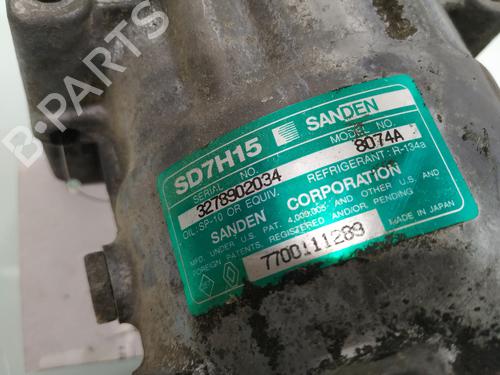 B-PARTS
SD7H15 SANDEN
SERIAL NO. MODEL NO.
3278902034 8074A
OIL: SP-10 OR EQUIV. REFRIGERANT: R-134a
SANDEN CORPORATION
MFD. UNDER U.S. PAT. 4,009,005 AND OTHER U.S. AND
FOREIGN PATENTS, REGISTERED AND/OR PENDING
MADE IN JAPAN
7700111289